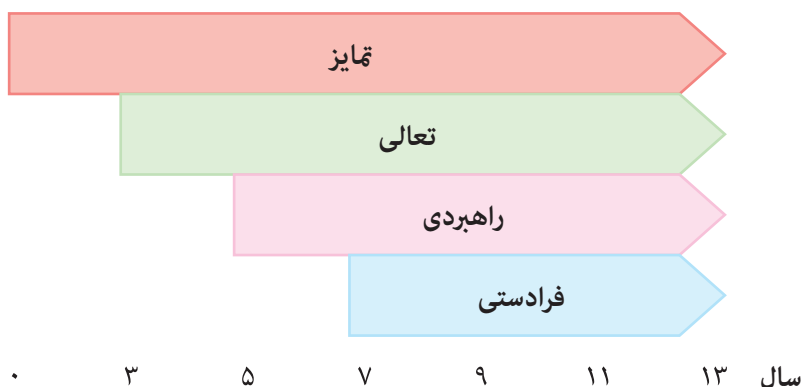 تمایز
تعالی
راهبردی
فرادستی
۰ ۳ ۵ ۷ ۹ ۱۱ ۱۳ سال